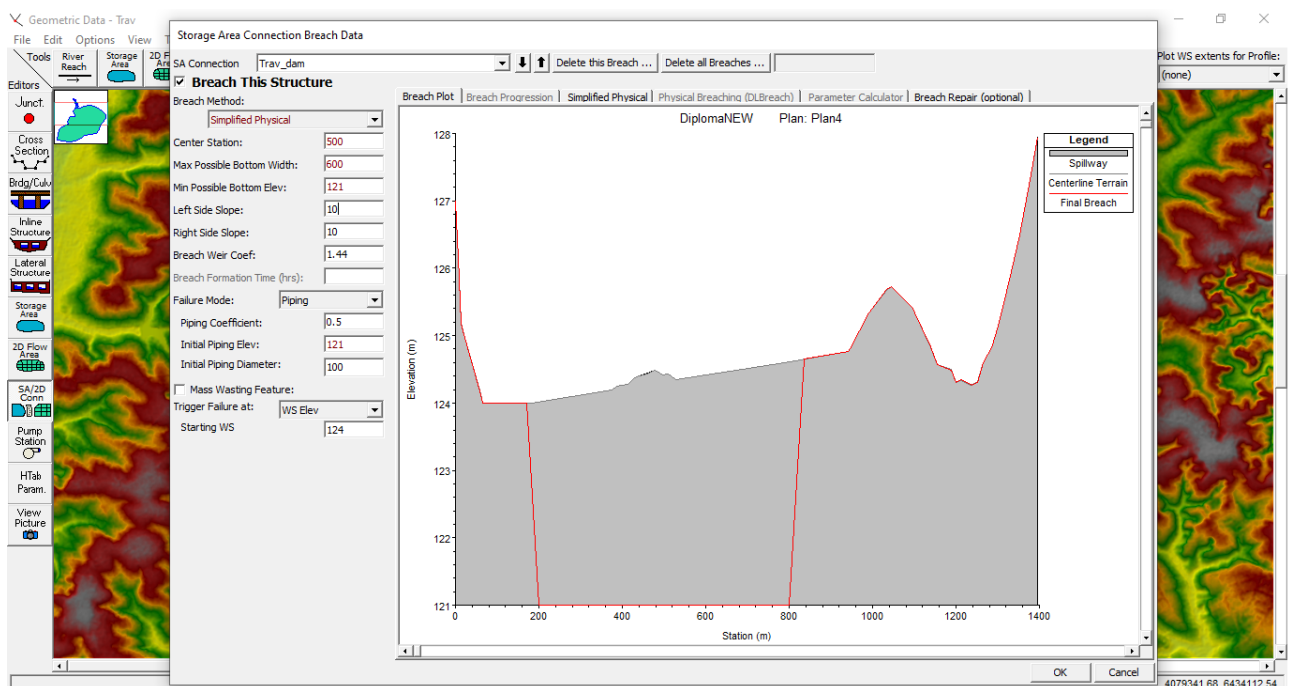 Geometric Data - Trav
File Edit Options View T
Tools
Editors
River
Reach
Storage
Area
2D F
Are
Junct.
Cross
Section
Brdg/Culv
Inline
Structure
Lateral
Structure
Storage
Area
2D Flow
Area
SA/2D
Conn
Pump
Station
HTab
Param.
View
Picture
Storage Area Connection Breach Data
SA Connection Trav_dam Delete this Breach ... Delete all Breaches ...
Breach This Structure
Breach Method:
Simplified Physical
Center Station: 500
Max Possible Bottom Width: 600
Min Possible Bottom Elev: 121
Left Side Slope: 10
Right Side Slope: 10
Breach Weir Coef: 1.44
Breach Formation Time (hrs):
Failure Mode: Piping
Piping Coefficient: 0.5
Initial Piping Elev: 121
Initial Piping Diameter: 100
Mass Wasting Feature:
Trigger Failure at: WS Elev
Starting WS 124
Breach Plot Breach Progression Simplified Physical Physical Breaching (DLBreach) Parameter Calculator Breach Repair (optional)
DiplomaNEW Plan: Plan4
128
127
126
125
124
123
122
121
Elevation (m)
0 200 400 600 800 1000 1200 1400
Station (m)
Legend
Spillway
Centerline Terrain
Final Breach
OK Cancel
Plot WS extents for Profile:
(none)
4079341.68, 6434112.54